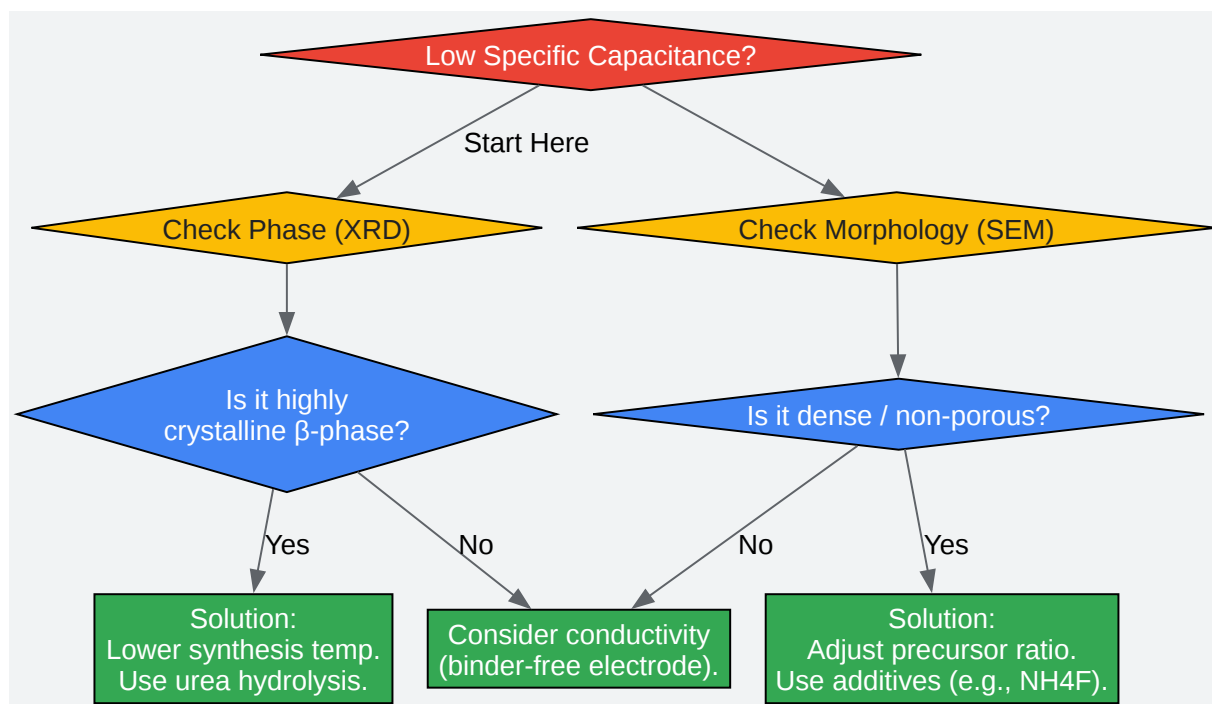 Low Specific Capacitance?
Start Here
Check Phase (XRD)
Check Morphology (SEM)
Is it highly
crystalline β-phase?
Is it dense / non-porous?
Yes
No
No
Yes
Solution:
Lower synthesis temp.
Use urea hydrolysis.
Consider conductivity
(binder-free electrode).
Solution:
Adjust precursor ratio.
Use additives (e.g., NH4F).